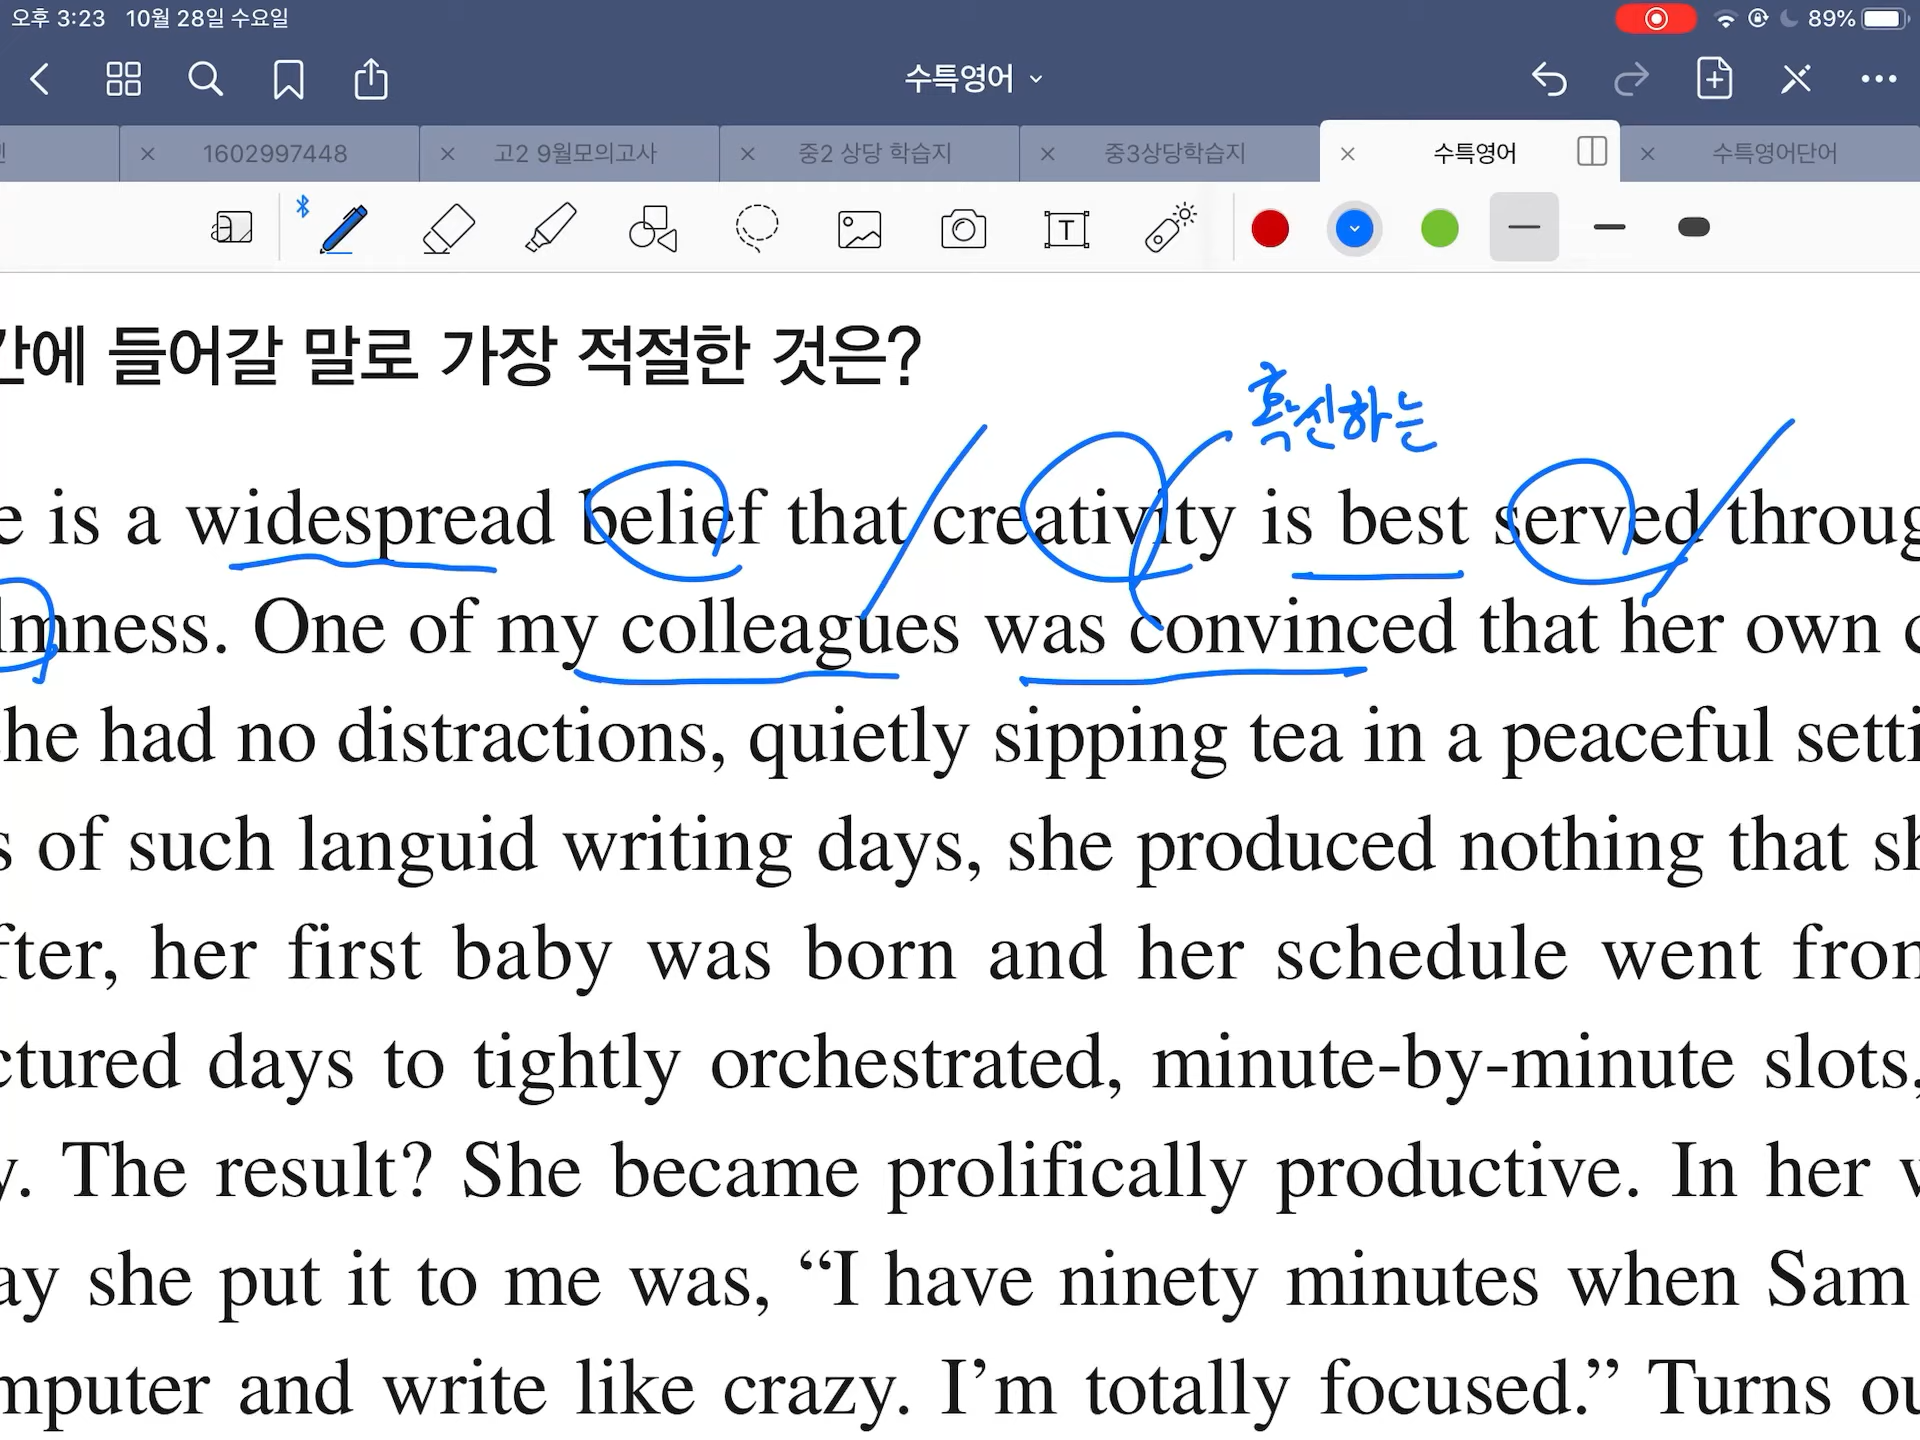 오후 3:23 10월 28일 수요일 89%
수특영어
1602997448 고2 9월모의고사 중2 상당 학습지 중3상당학습지 수특영어 수특영어단어
간에 들어갈 말로 가장 적절한 것은?
확신하는
e is a widespread belief that creativity is best served throug
lmness. One of my colleagues was convinced that her own c
she had no distractions, quietly sipping tea in a peaceful setti
s of such languid writing days, she produced nothing that sh
fter, her first baby was born and her schedule went from
ctured days to tightly orchestrated, minute-by-minute slots,
y. The result? She became prolifically productive. In her w
ay she put it to me was, “I have ninety minutes when Sam
mputer and write like crazy. I’m totally focused.” Turns ou